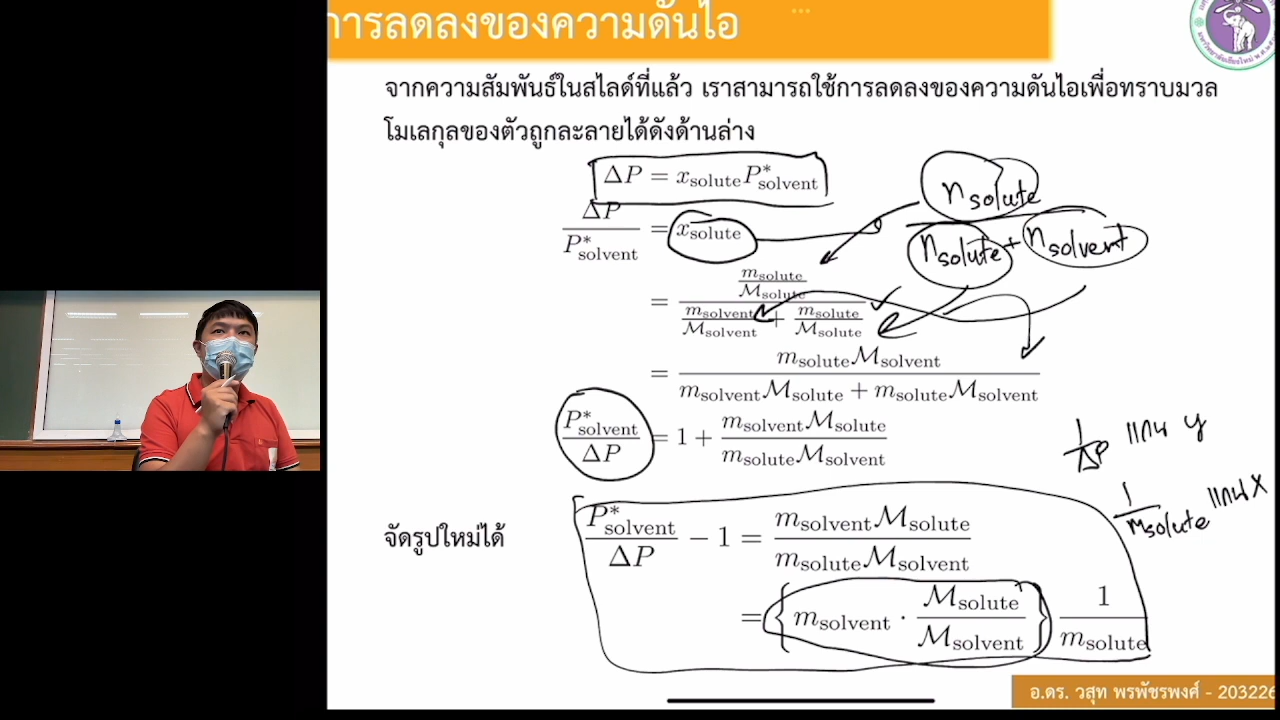 การลดลงของความดันไอ
จากความสัมพันธ์ในสไลด์ที่แล้ว เราสามารถใช้การลดลงของความดันไอเพื่อทราบมวล
โมเลกุลของตัวถูกละลายได้ดังด้านล่าง
ΔP = x_solute P*_solvent
ΔP / P*_solvent = x_solute
n_solute / (n_solute + n_solvent)
= (m_solute / ℳ_solute) / (m_solvent / ℳ_solvent + m_solute / ℳ_solute)
= m_solute ℳ_solvent / (m_solvent ℳ_solute + m_solute ℳ_solvent)
P*_solvent / ΔP = 1 + m_solvent ℳ_solute / (m_solute ℳ_solvent)
1/ΔP แกน y
1/m_solute แกน X
จัดรูปใหม่ได้ P*_solvent / ΔP − 1 = m_solvent ℳ_solute / (m_solute ℳ_solvent)
= { m_solvent · ℳ_solute / ℳ_solvent } 1 / m_solute
อ.ดร. วสุท พรพัชรพงศ์ - 203226